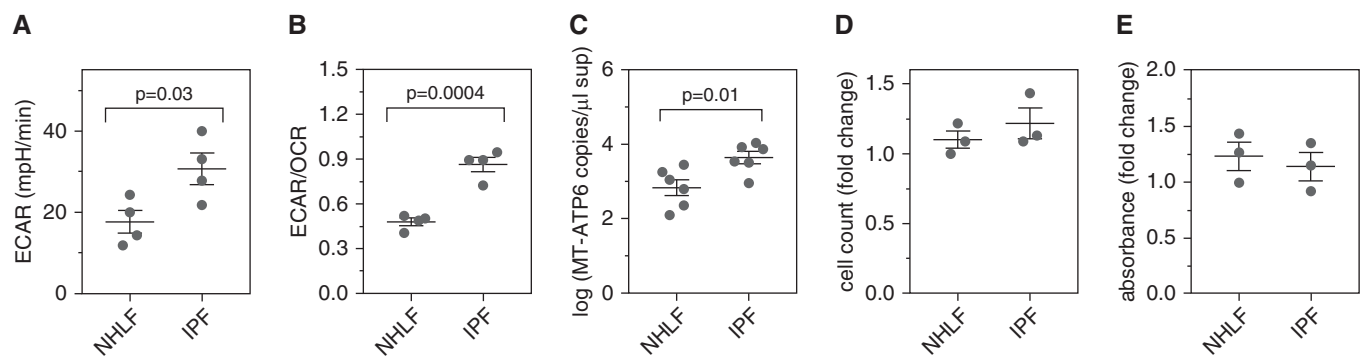 A
ECAR (mpH/min)
40
20
0
p=0.03
NHLF
IPF
B
ECAR/OCR
1.5
1.2
0.9
0.6
0.3
0.0
p=0.0004
NHLF
IPF
C
log (MT-ATP6 copies/µl sup)
6
4
2
0
p=0.01
NHLF
IPF
D
cell count (fold change)
1.5
1.0
0.5
0.0
NHLF
IPF
E
absorbance (fold change)
2.0
1.5
1.0
0.5
0.0
NHLF
IPF